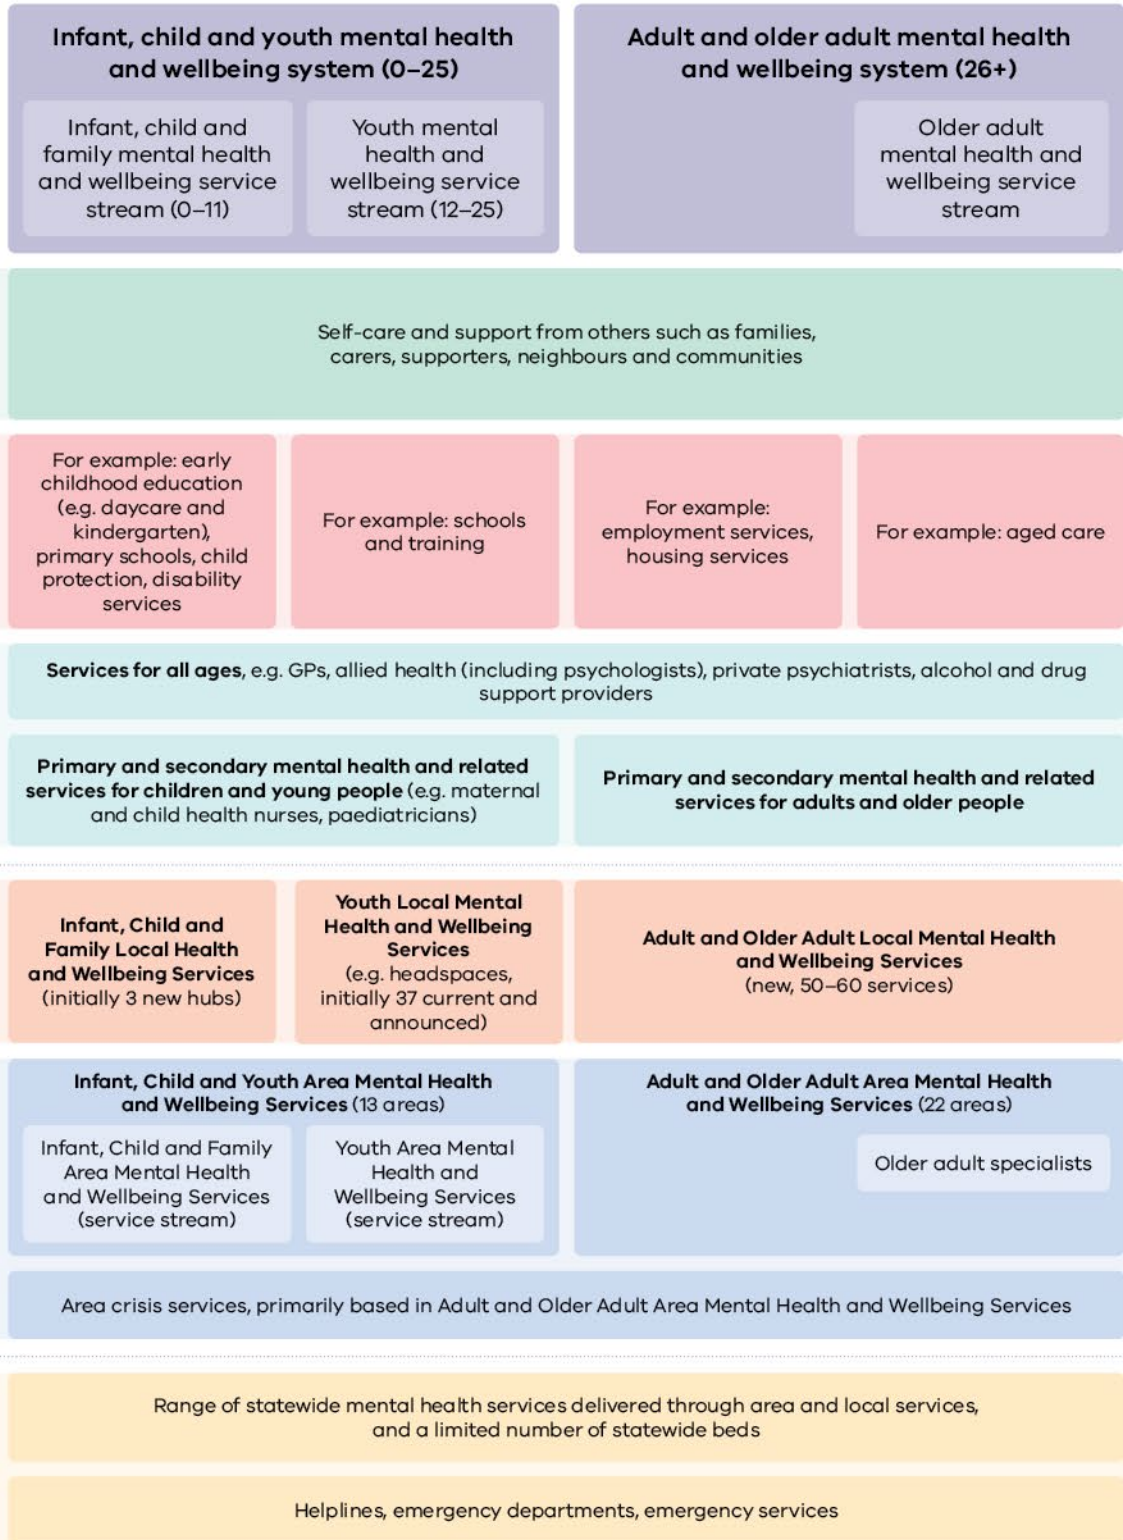 Infant, child and youth mental health
and wellbeing system (0–25)
Infant, child and
family mental health
and wellbeing service
stream (0–11)
Youth mental
health and
wellbeing service
stream (12–25)
Adult and older adult mental health
and wellbeing system (26+)
Older adult
mental health and
wellbeing service
stream
Self-care and support from others such as families,
carers, supporters, neighbours and communities
For example: early
childhood education
(e.g. daycare and
kindergarten),
primary schools, child
protection, disability
services
For example: schools
and training
For example:
employment services,
housing services
For example: aged care
Services for all ages, e.g. GPs, allied health (including psychologists), private psychiatrists, alcohol and drug
support providers
Primary and secondary mental health and related
services for children and young people (e.g. maternal
and child health nurses, paediatricians)
Primary and secondary mental health and related
services for adults and older people
Infant, Child and
Family Local Health
and Wellbeing Services
(initially 3 new hubs)
Youth Local Mental
Health and Wellbeing
Services
(e.g. headspaces,
initially 37 current and
announced)
Adult and Older Adult Local Mental Health
and Wellbeing Services
(new, 50–60 services)
Infant, Child and Youth Area Mental Health
and Wellbeing Services (13 areas)
Infant, Child and Family
Area Mental Health
and Wellbeing Services
(service stream)
Youth Area Mental
Health and
Wellbeing Services
(service stream)
Adult and Older Adult Area Mental Health
and Wellbeing Services (22 areas)
Older adult specialists
Area crisis services, primarily based in Adult and Older Adult Area Mental Health and Wellbeing Services
Range of statewide mental health services delivered through area and local services,
and a limited number of statewide beds
Helplines, emergency departments, emergency services